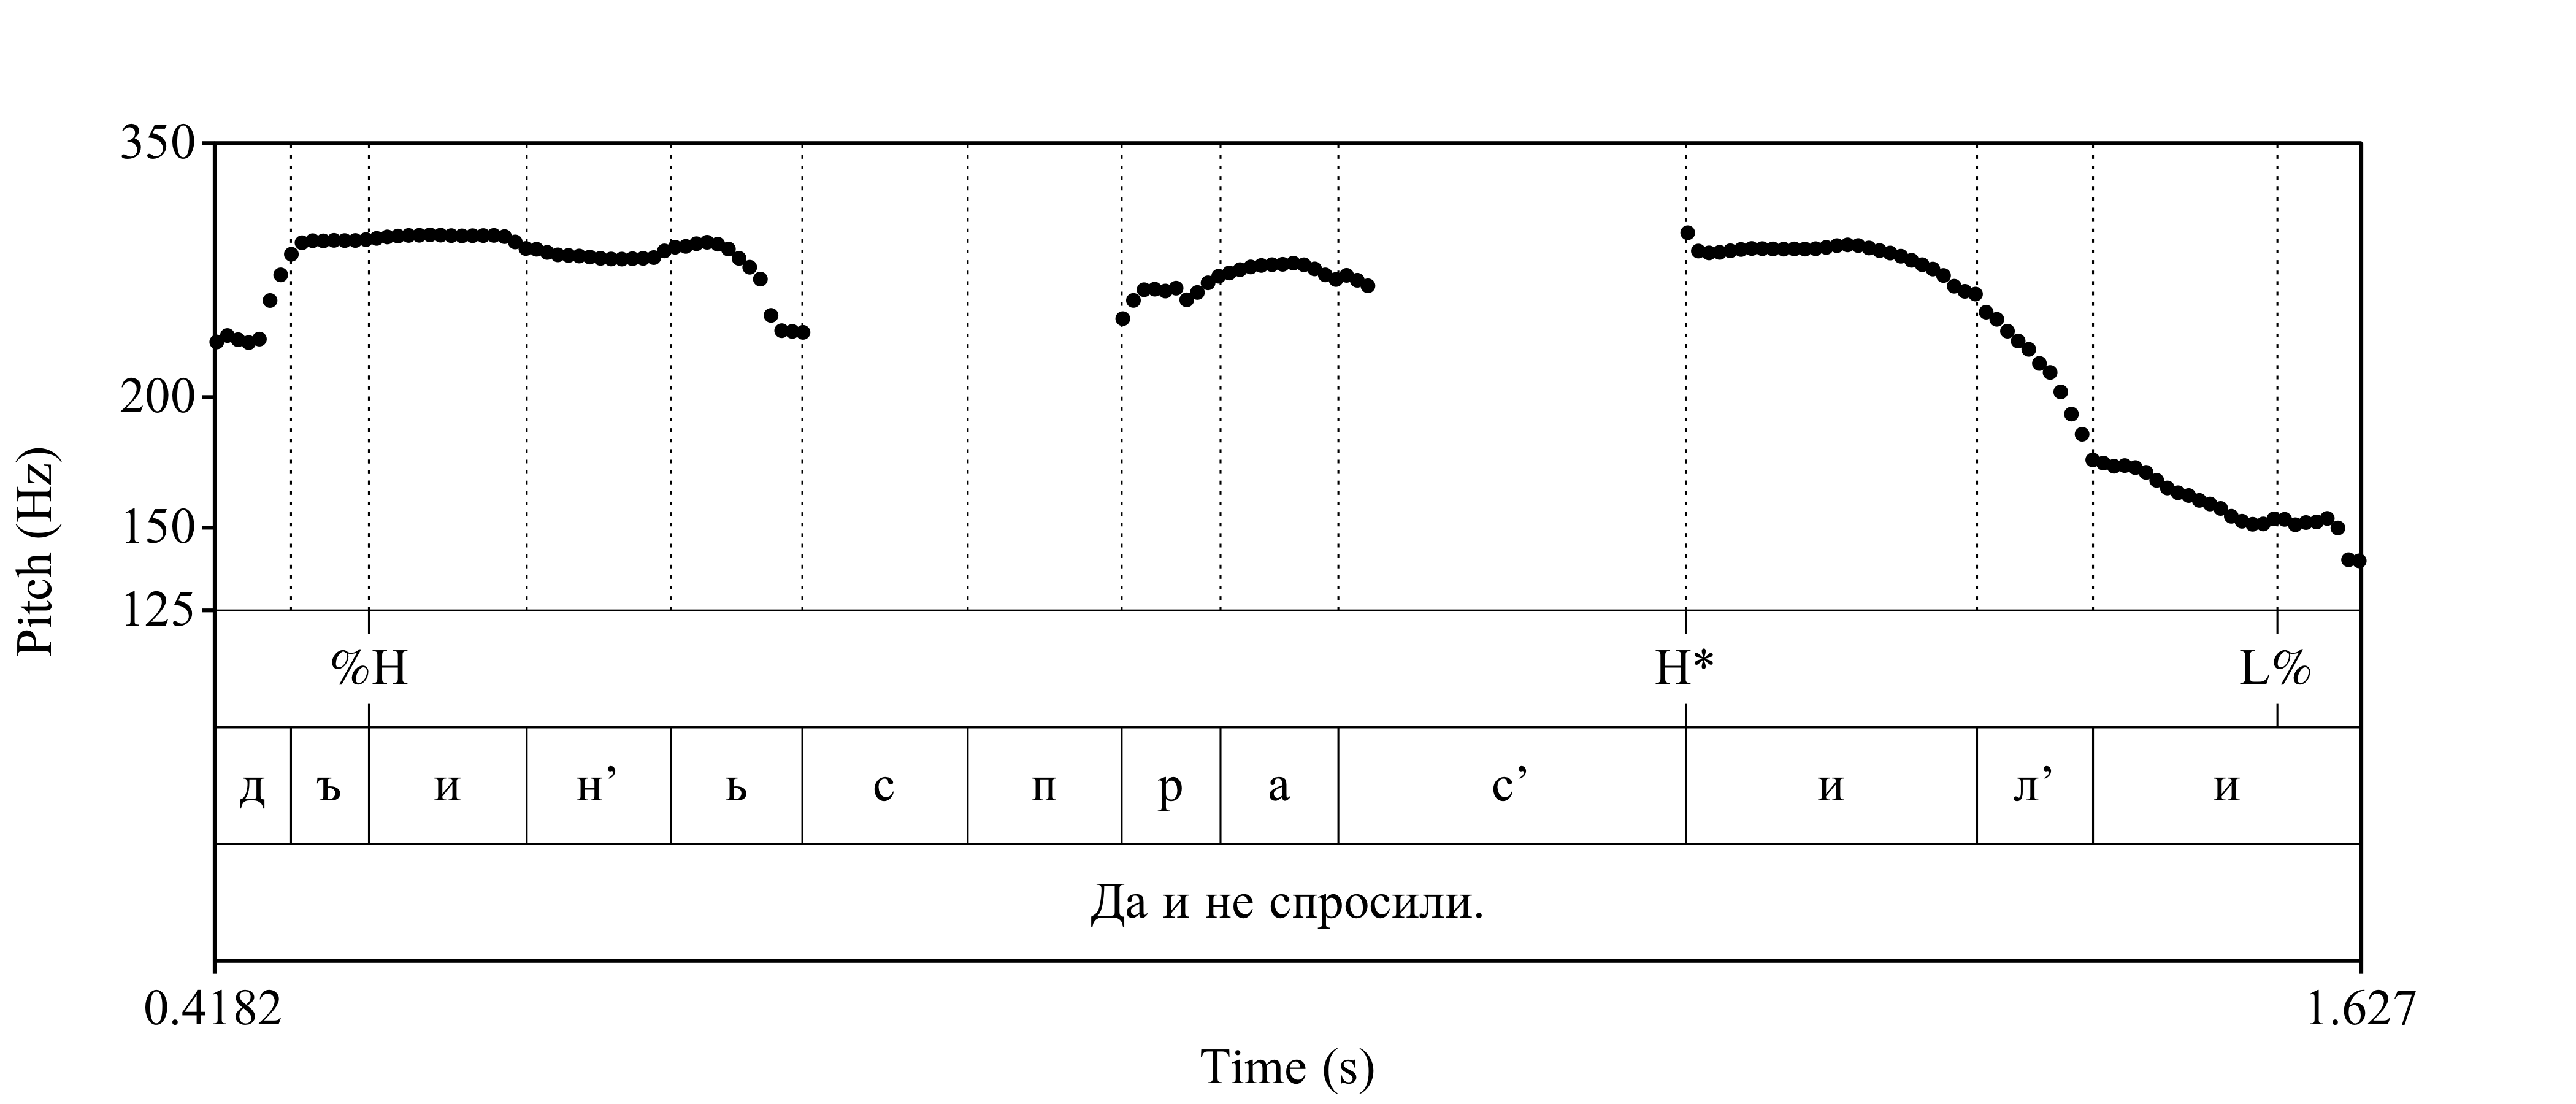 350
200
150
125
Pitch (Hz)
%H H* L%
д ъ и н’ ь с п р а с’ и л’ и
Да и не спросили.
0.4182 1.627
Time (s)